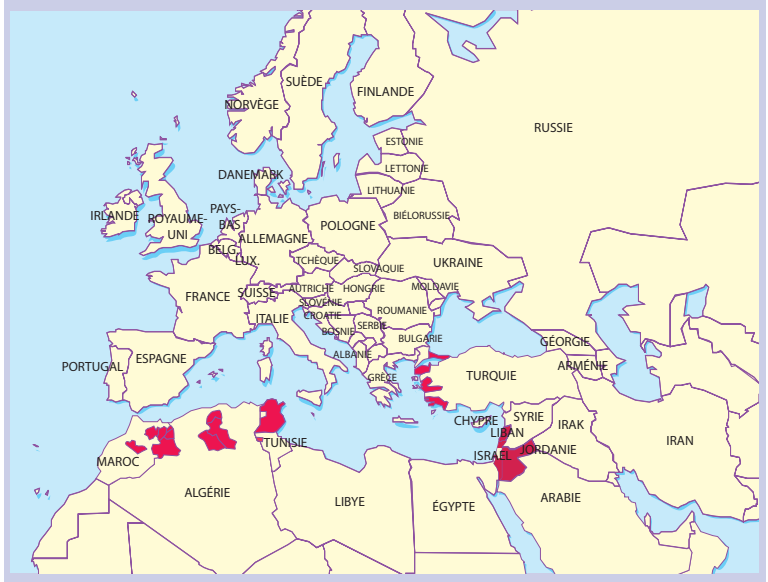 SUÈDE
FINLANDE
NORVÈGE
RUSSIE
ESTONIE
LETTONIE
DANEMARK
LITHUANIE
IRLANDE
ROYAUME-
UNI
PAYS-
BAS
BIÉLORUSSIE
POLOGNE
ALLEMAGNE
BELG.
LUX.
TCHÈQUE
SLOVAQUIE
UKRAINE
FRANCE
SUISSE
AUTRICHE
HONGRIE
MOLDAVIE
SLOVÉNIE
CROATIE
ROUMANIE
ITALIE
BOSNIE
SERBIE
BULGARIE
GÉORGIE
ALBANIE
PORTUGAL
ESPAGNE
ARMÉNIE
GRÈCE
TURQUIE
CHYPRE
SYRIE
LIBAN
IRAK
IRAN
TUNISIE
ISRAËL
JORDANIE
MAROC
ALGÉRIE
LIBYE
ÉGYPTE
ARABIE